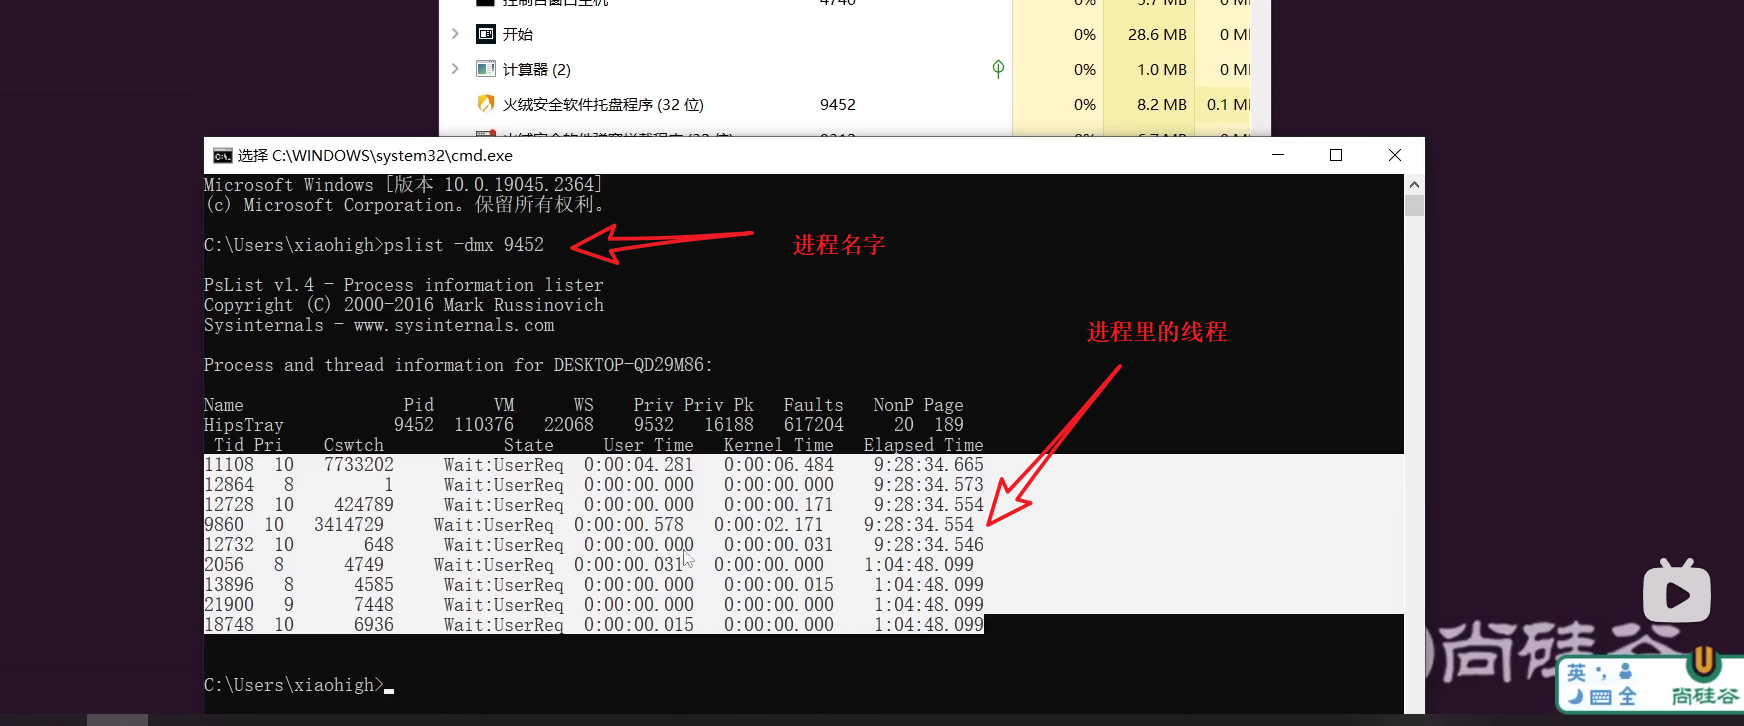 控制台窗口主机 4740 0% 5.7 MB 0 M
开始 0% 28.6 MB 0 M
计算器 (2) 0% 1.0 MB 0 M
火绒安全软件托盘程序 (32 位) 9452 0% 8.2 MB 0.1 M
选择 C:\WINDOWS\system32\cmd.exe
Microsoft Windows [版本 10.0.19045.2364]
(c) Microsoft Corporation。保留所有权利。
C:\Users\xiaohigh>pslist -dmx 9452
进程名字
PsList v1.4 - Process information lister
Copyright (C) 2000-2016 Mark Russinovich
Sysinternals - www.sysinternals.com
进程里的线程
Process and thread information for DESKTOP-QD29M86:
Name Pid VM WS Priv Priv Pk Faults NonP Page
HipsTray 9452 110376 22068 9532 16188 617204 20 189
Tid Pri Cswtch State User Time Kernel Time Elapsed Time
11108 10 7733202 Wait:UserReq 0:00:04.281 0:00:06.484 9:28:34.665
12864 8 1 Wait:UserReq 0:00:00.000 0:00:00.000 9:28:34.573
12728 10 424789 Wait:UserReq 0:00:00.000 0:00:00.171 9:28:34.554
9860 10 3414729 Wait:UserReq 0:00:00.578 0:00:02.171 9:28:34.554
12732 10 648 Wait:UserReq 0:00:00.000 0:00:00.031 9:28:34.546
2056 8 4749 Wait:UserReq 0:00:00.031 0:00:00.000 1:04:48.099
13896 8 4585 Wait:UserReq 0:00:00.000 0:00:00.015 1:04:48.099
21900 9 7448 Wait:UserReq 0:00:00.000 0:00:00.000 1:04:48.099
18748 10 6936 Wait:UserReq 0:00:00.015 0:00:00.000 1:04:48.099
C:\Users\xiaohigh>
尚硅谷
英
全
尚硅谷